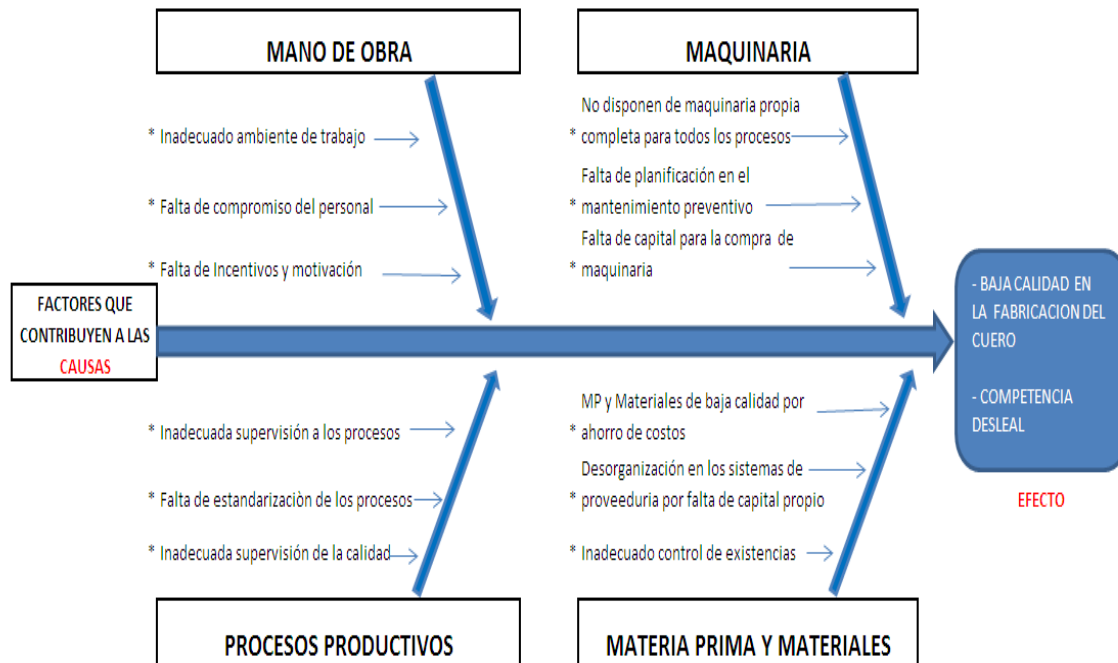 MANO DE OBRA
* Inadecuado ambiente de trabajo
* Falta de compromiso del personal
* Falta de Incentivos y motivación
MAQUINARIA
No disponen de maquinaria propia
* completa para todos los procesos
Falta de planificación en el
* mantenimiento preventivo
Falta de capital para la compra de
* maquinaria
FACTORES QUE
CONTRIBUYEN A LAS
CAUSAS
- BAJA CALIDAD EN
LA FABRICACION DEL
CUERO
- COMPETENCIA
DESLEAL
EFECTO
* Inadecuada supervisión a los procesos
* Falta de estandarizaciòn de los procesos
* Inadecuada supervisión de la calidad
PROCESOS PRODUCTIVOS
MP y Materiales de baja calidad por
* ahorro de costos
Desorganización en los sistemas de
* proveeduria por falta de capital propio
* Inadecuado control de existencias
MATERIA PRIMA Y MATERIALES